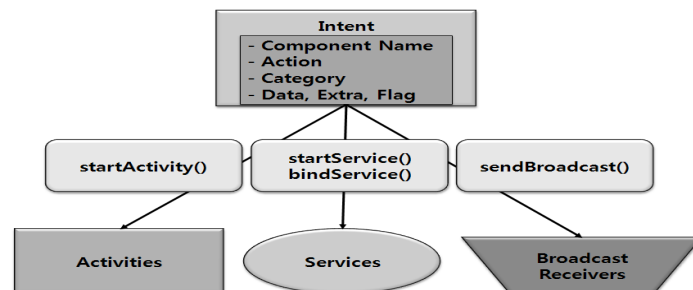 Intent
- Component Name
- Action
- Category
- Data, Extra, Flag
startActivity()
startService()
bindService()
sendBroadcast()
Activities
Services
Broadcast
Receivers